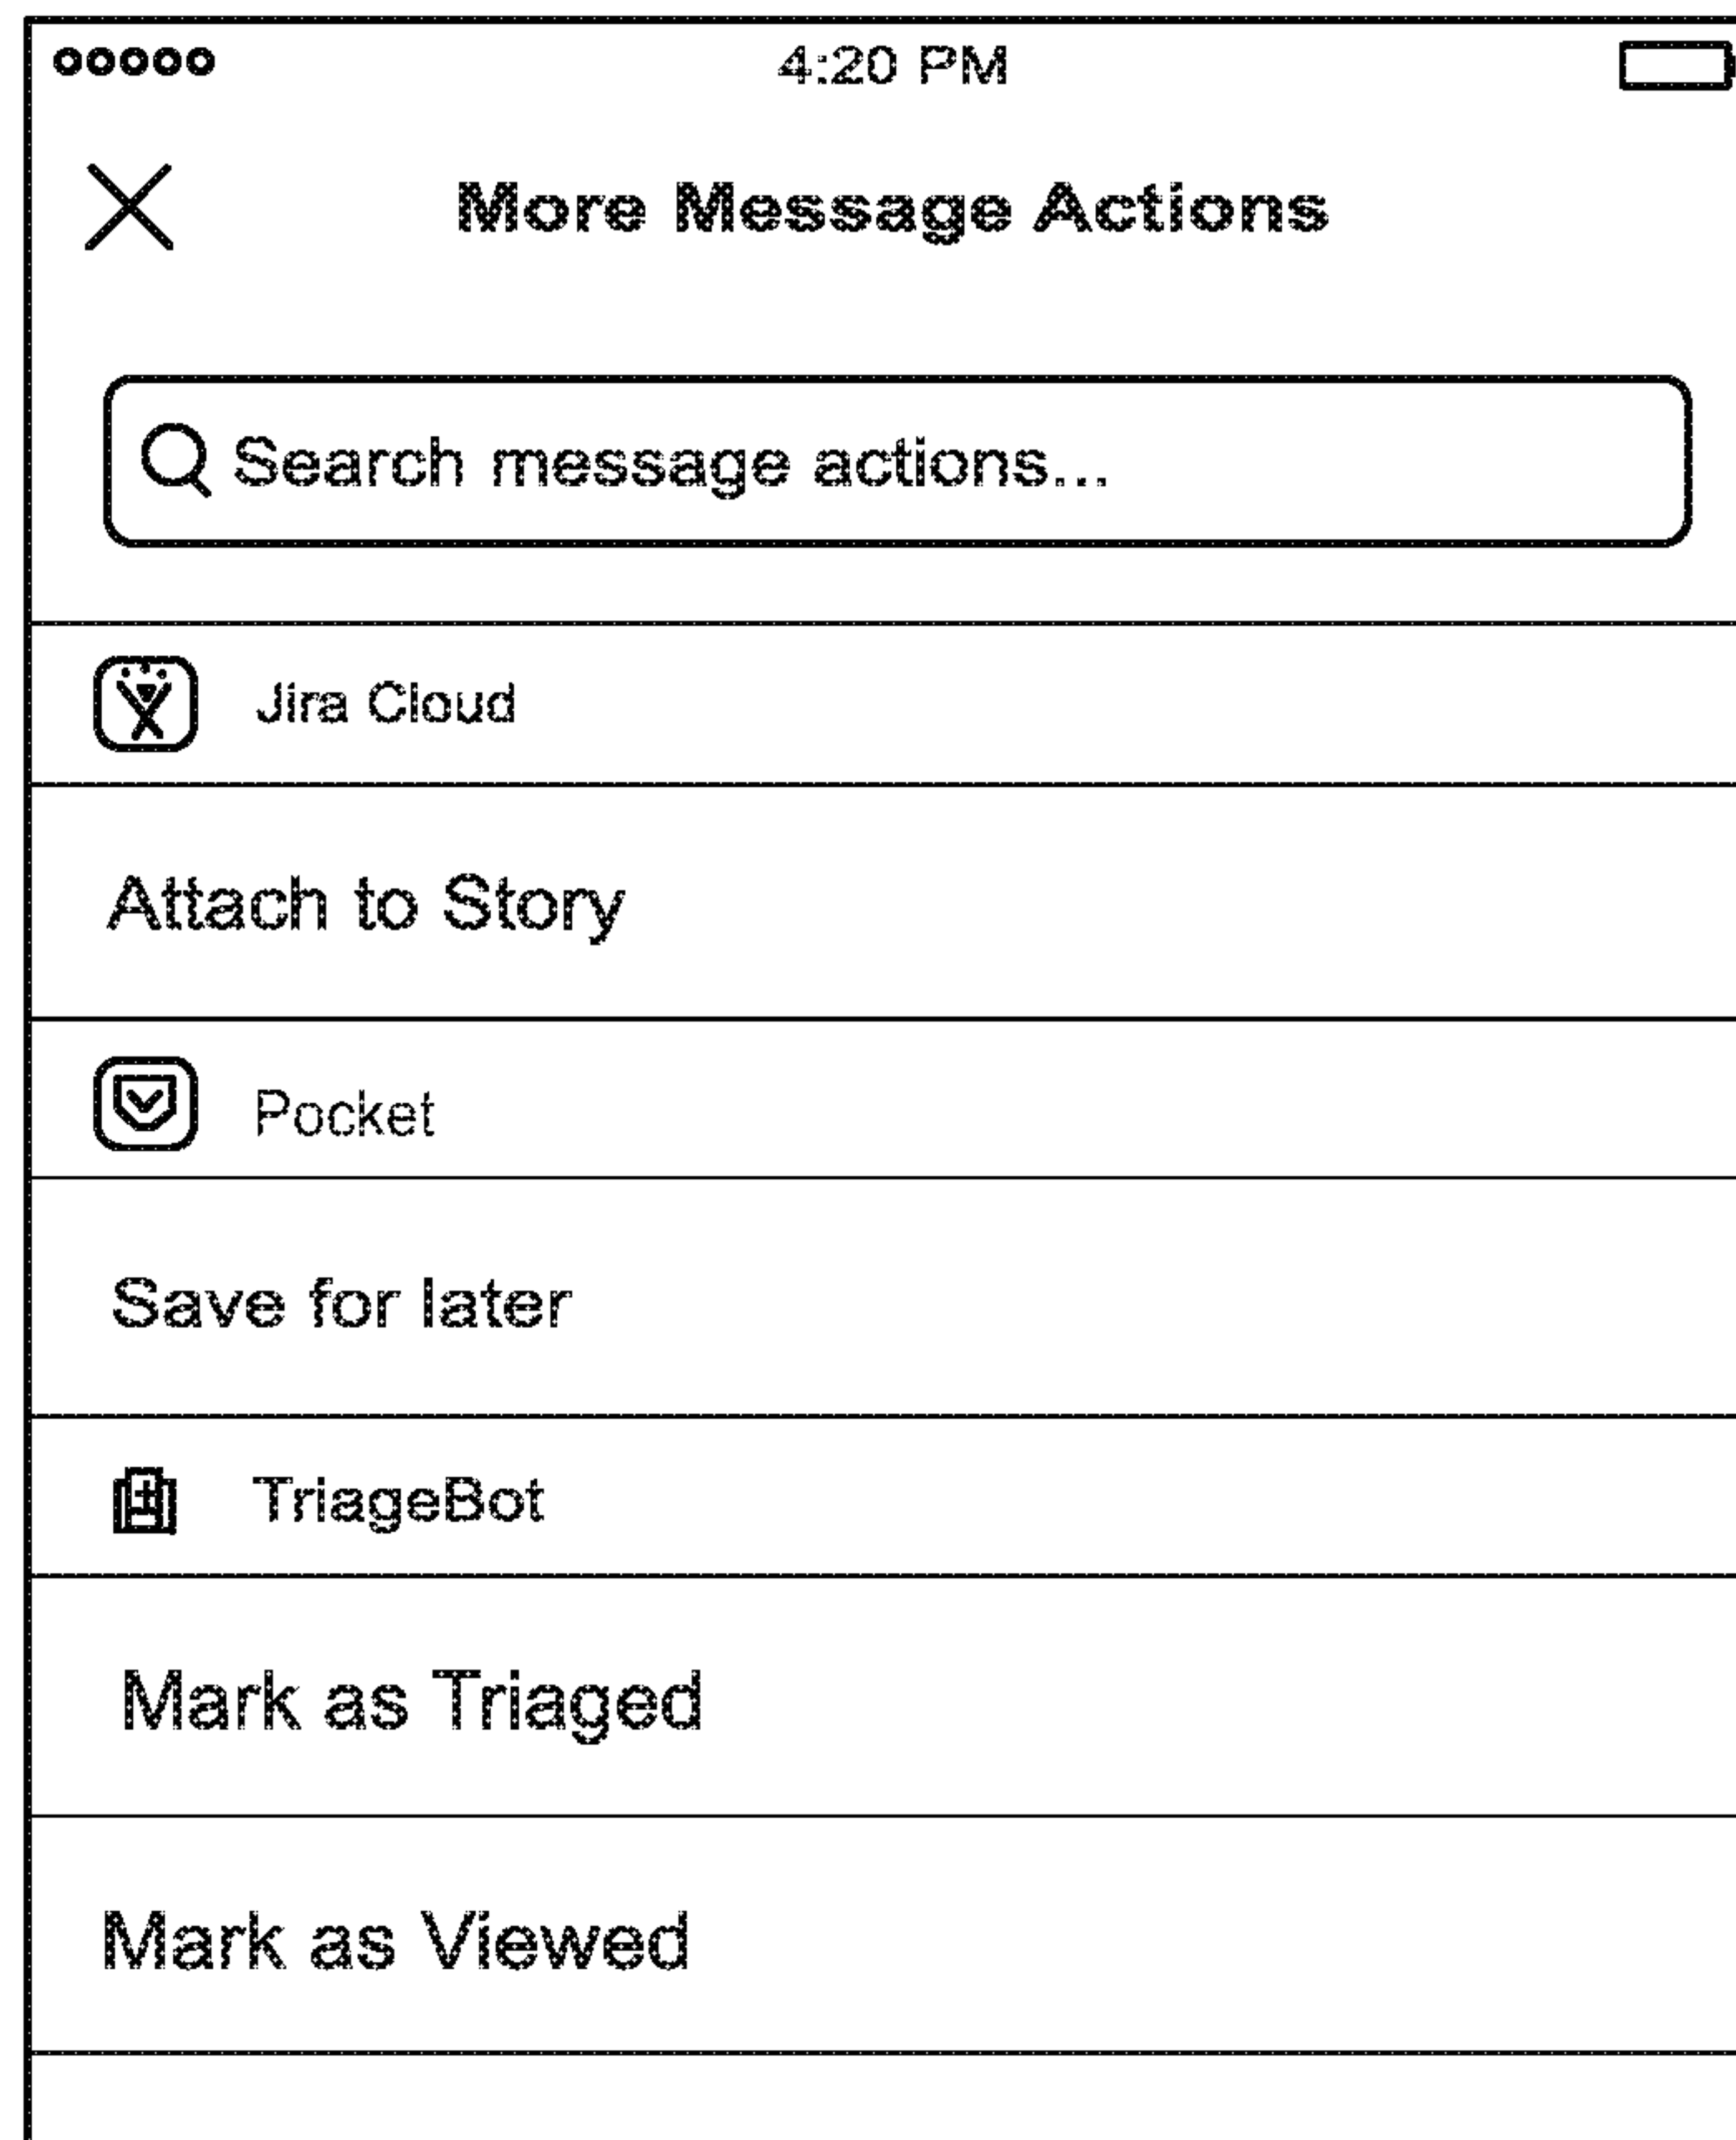 4:20 PM
More Message Actions
Search message actions...
Jira Cloud
Attach to Story
Pocket
Save for later
TriageBot
Mark as Triaged
Mark as Viewed